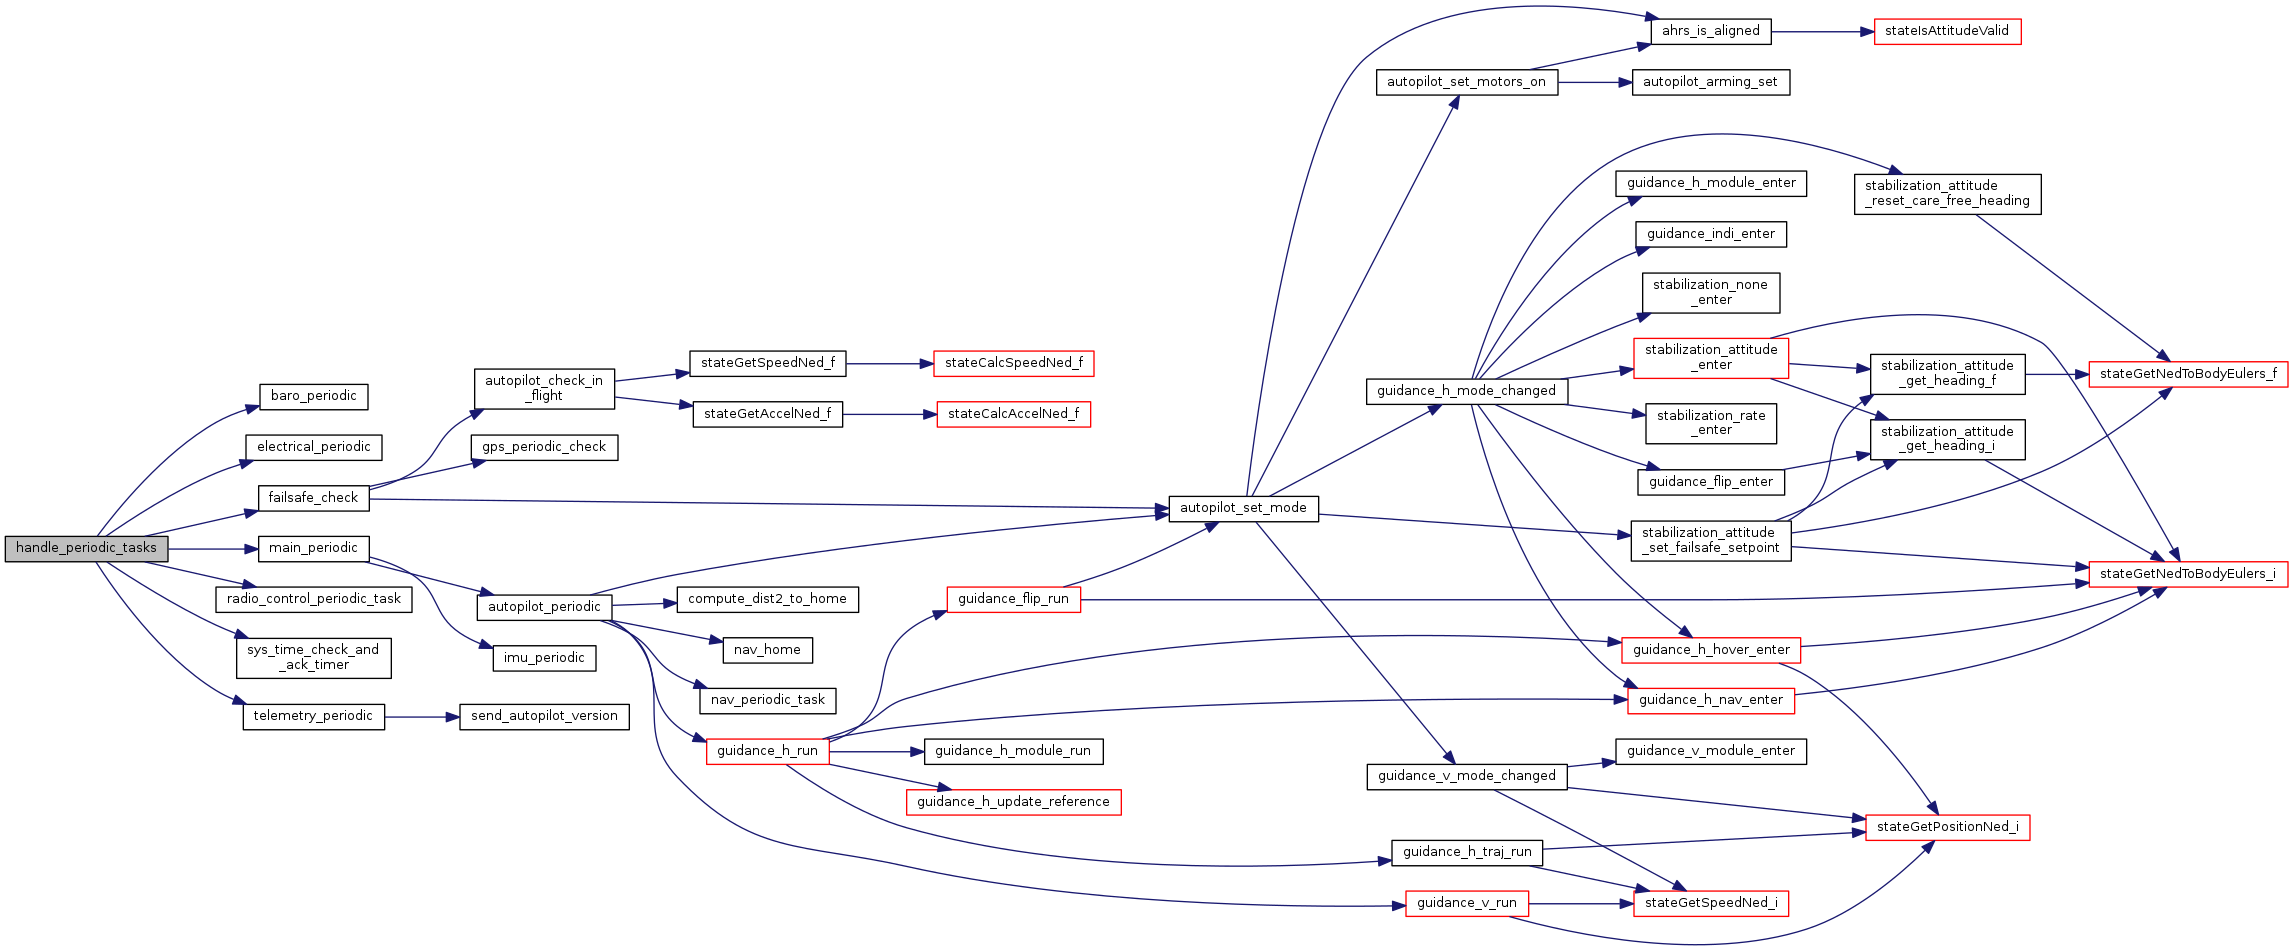 handle_periodic_tasks
baro_periodic
electrical_periodic
failsafe_check
main_periodic
radio_control_periodic_task
sys_time_check_and
_ack_timer
telemetry_periodic
autopilot_check_in
_flight
gps_periodic_check
autopilot_periodic
imu_periodic
send_autopilot_version
stateGetSpeedNed_f
stateGetAccelNed_f
compute_dist2_to_home
nav_home
nav_periodic_task
guidance_h_run
stateCalcSpeedNed_f
stateCalcAccelNed_f
guidance_flip_run
guidance_h_module_run
guidance_h_update_reference
autopilot_set_mode
autopilot_set_motors_on
guidance_h_mode_changed
guidance_v_mode_changed
guidance_h_traj_run
guidance_v_run
ahrs_is_aligned
autopilot_arming_set
guidance_h_module_enter
guidance_indi_enter
stabilization_none
_enter
stabilization_attitude
_enter
stabilization_rate
_enter
guidance_flip_enter
stabilization_attitude
_set_failsafe_setpoint
guidance_h_hover_enter
guidance_h_nav_enter
guidance_v_module_enter
stateGetSpeedNed_i
stateIsAttitudeValid
stabilization_attitude
_reset_care_free_heading
stabilization_attitude
_get_heading_f
stabilization_attitude
_get_heading_i
stateGetPositionNed_i
stateGetNedToBodyEulers_f
stateGetNedToBodyEulers_i